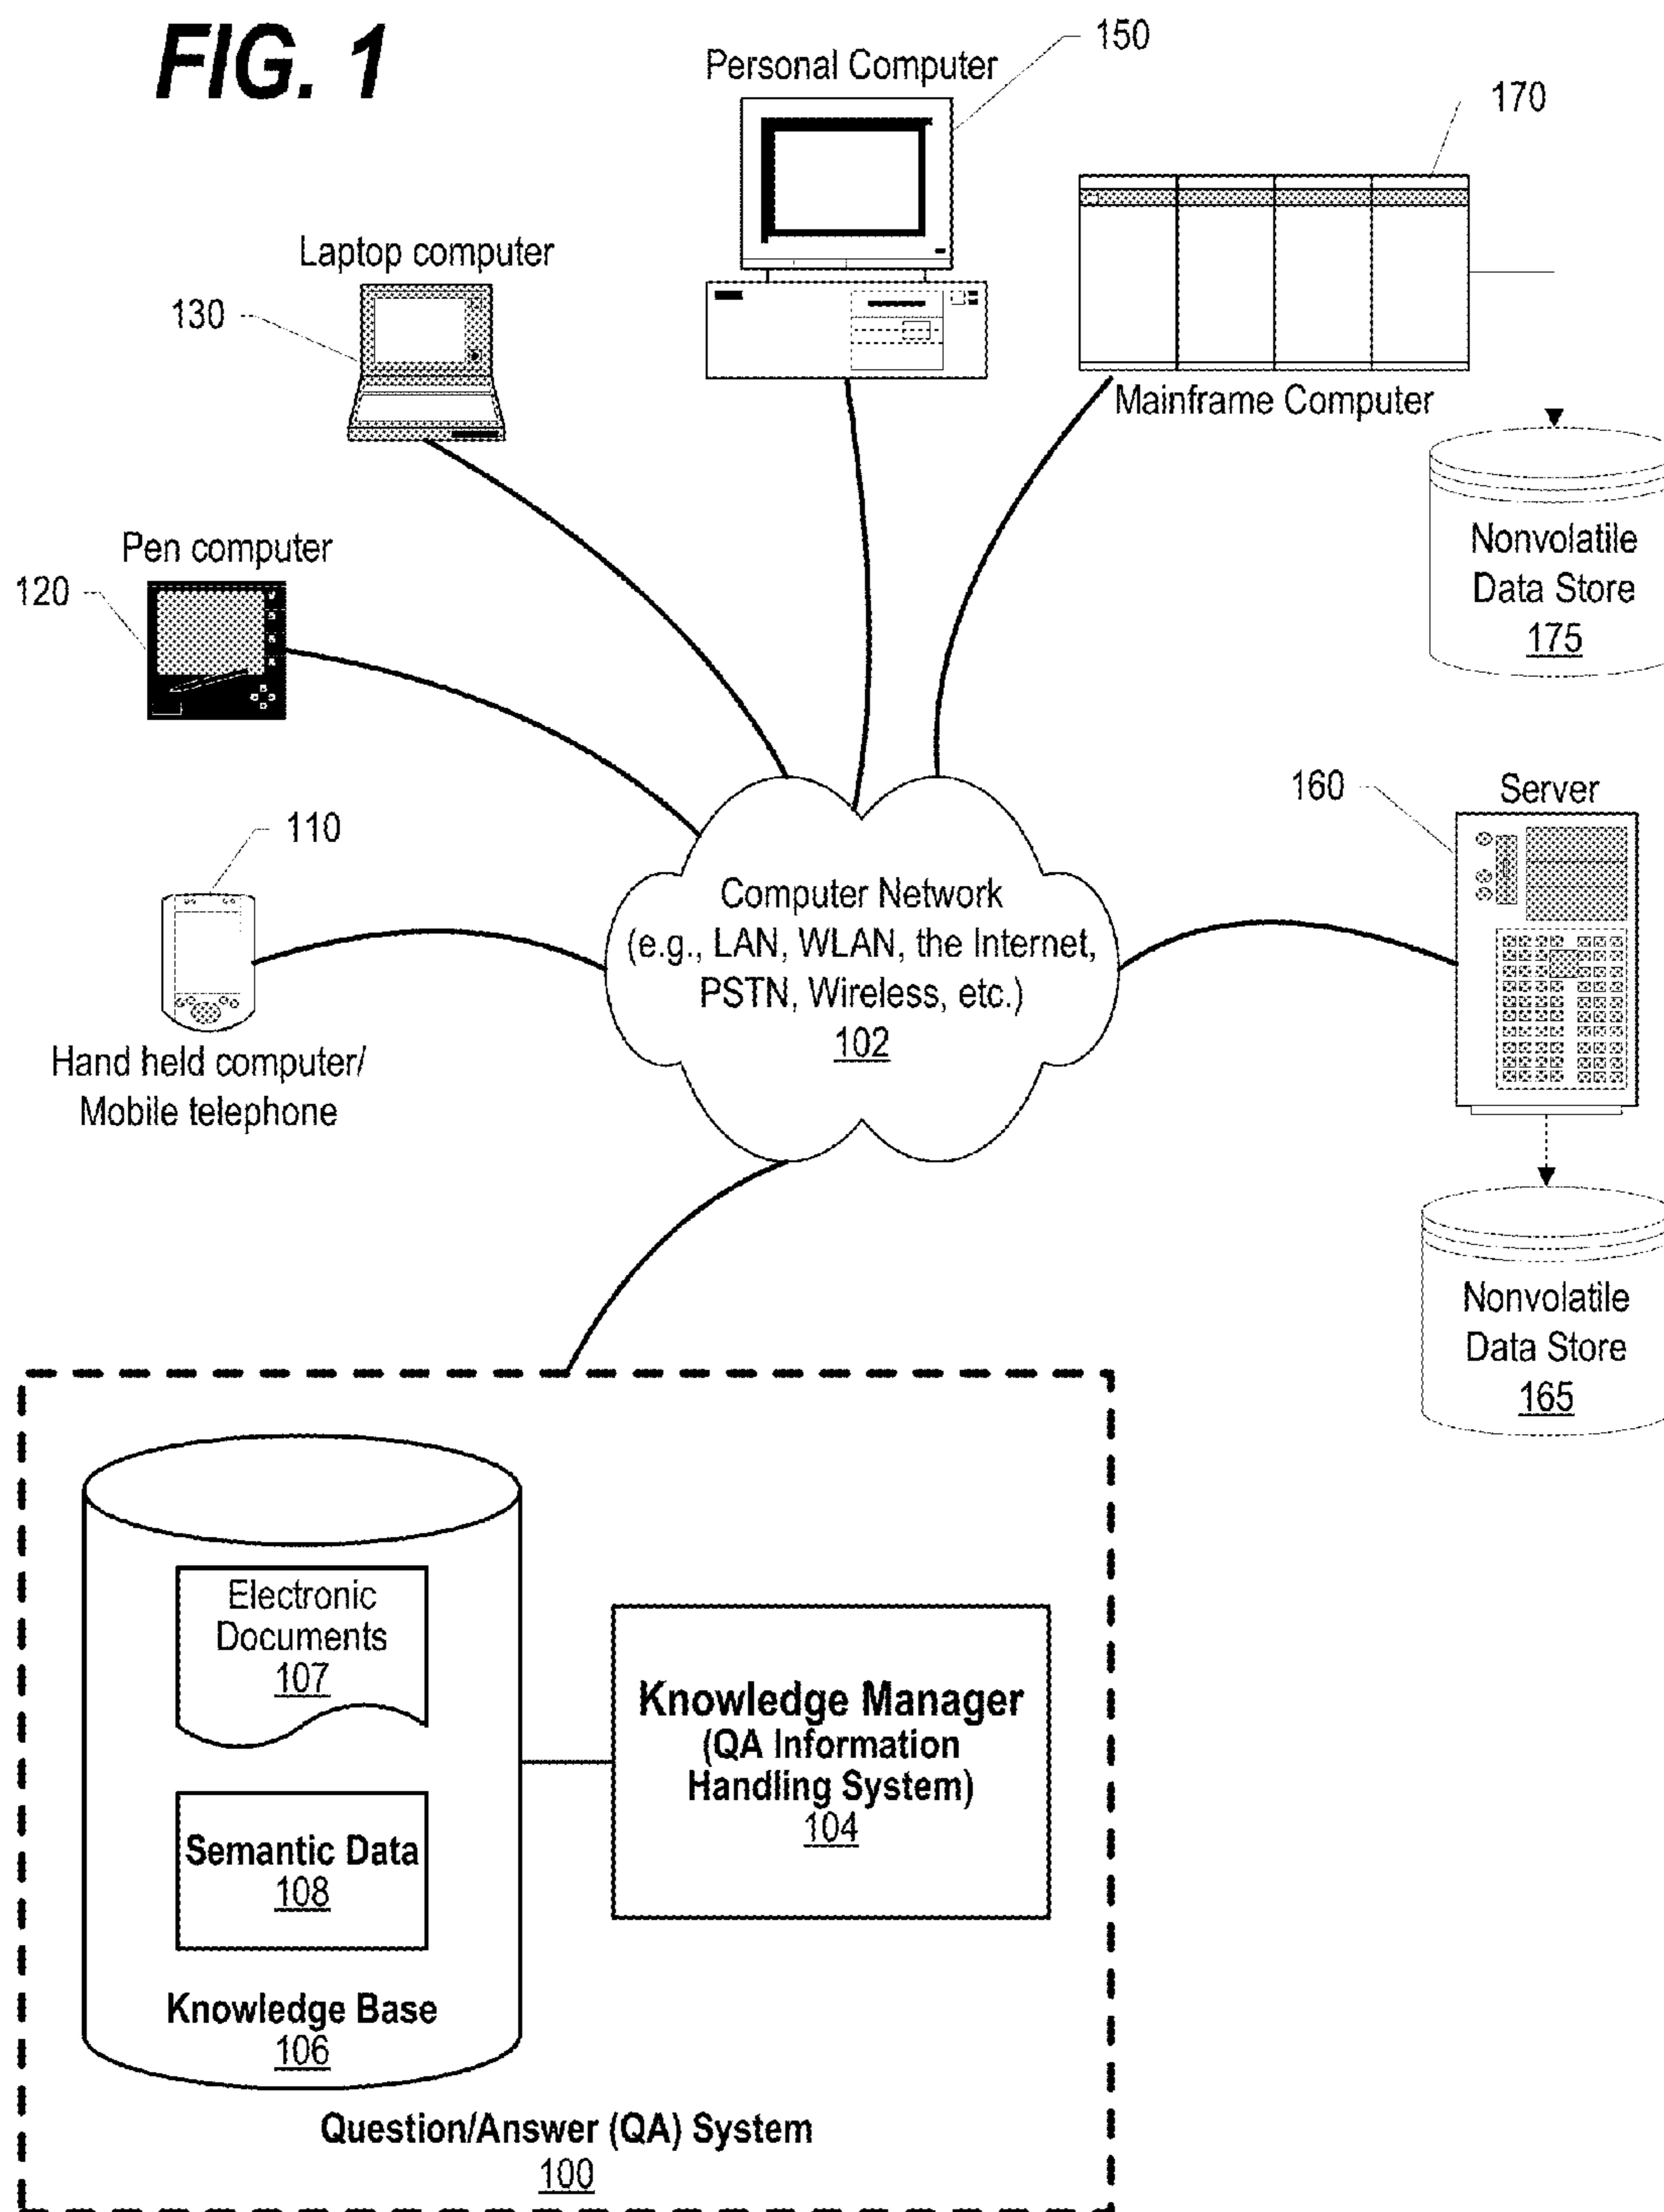 FIG. 1
150
Personal Computer
170
Laptop computer
130
Mainframe Computer
Nonvolatile
Data Store
175
Pen computer
120
160
Server
110
Computer Network
(e.g., LAN, WLAN, the Internet,
PSTN, Wireless, etc.)
102
Hand held computer/
Mobile telephone
Nonvolatile
Data Store
165
Electronic
Documents
107
Knowledge Manager
(QA Information
Handling System)
104
Semantic Data
108
Knowledge Base
106
Question/Answer (QA) System
100